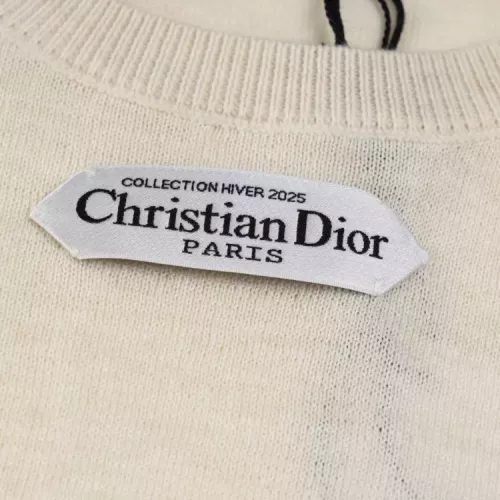 COLLECTION HIVER 2025
Christian Dior
PARIS